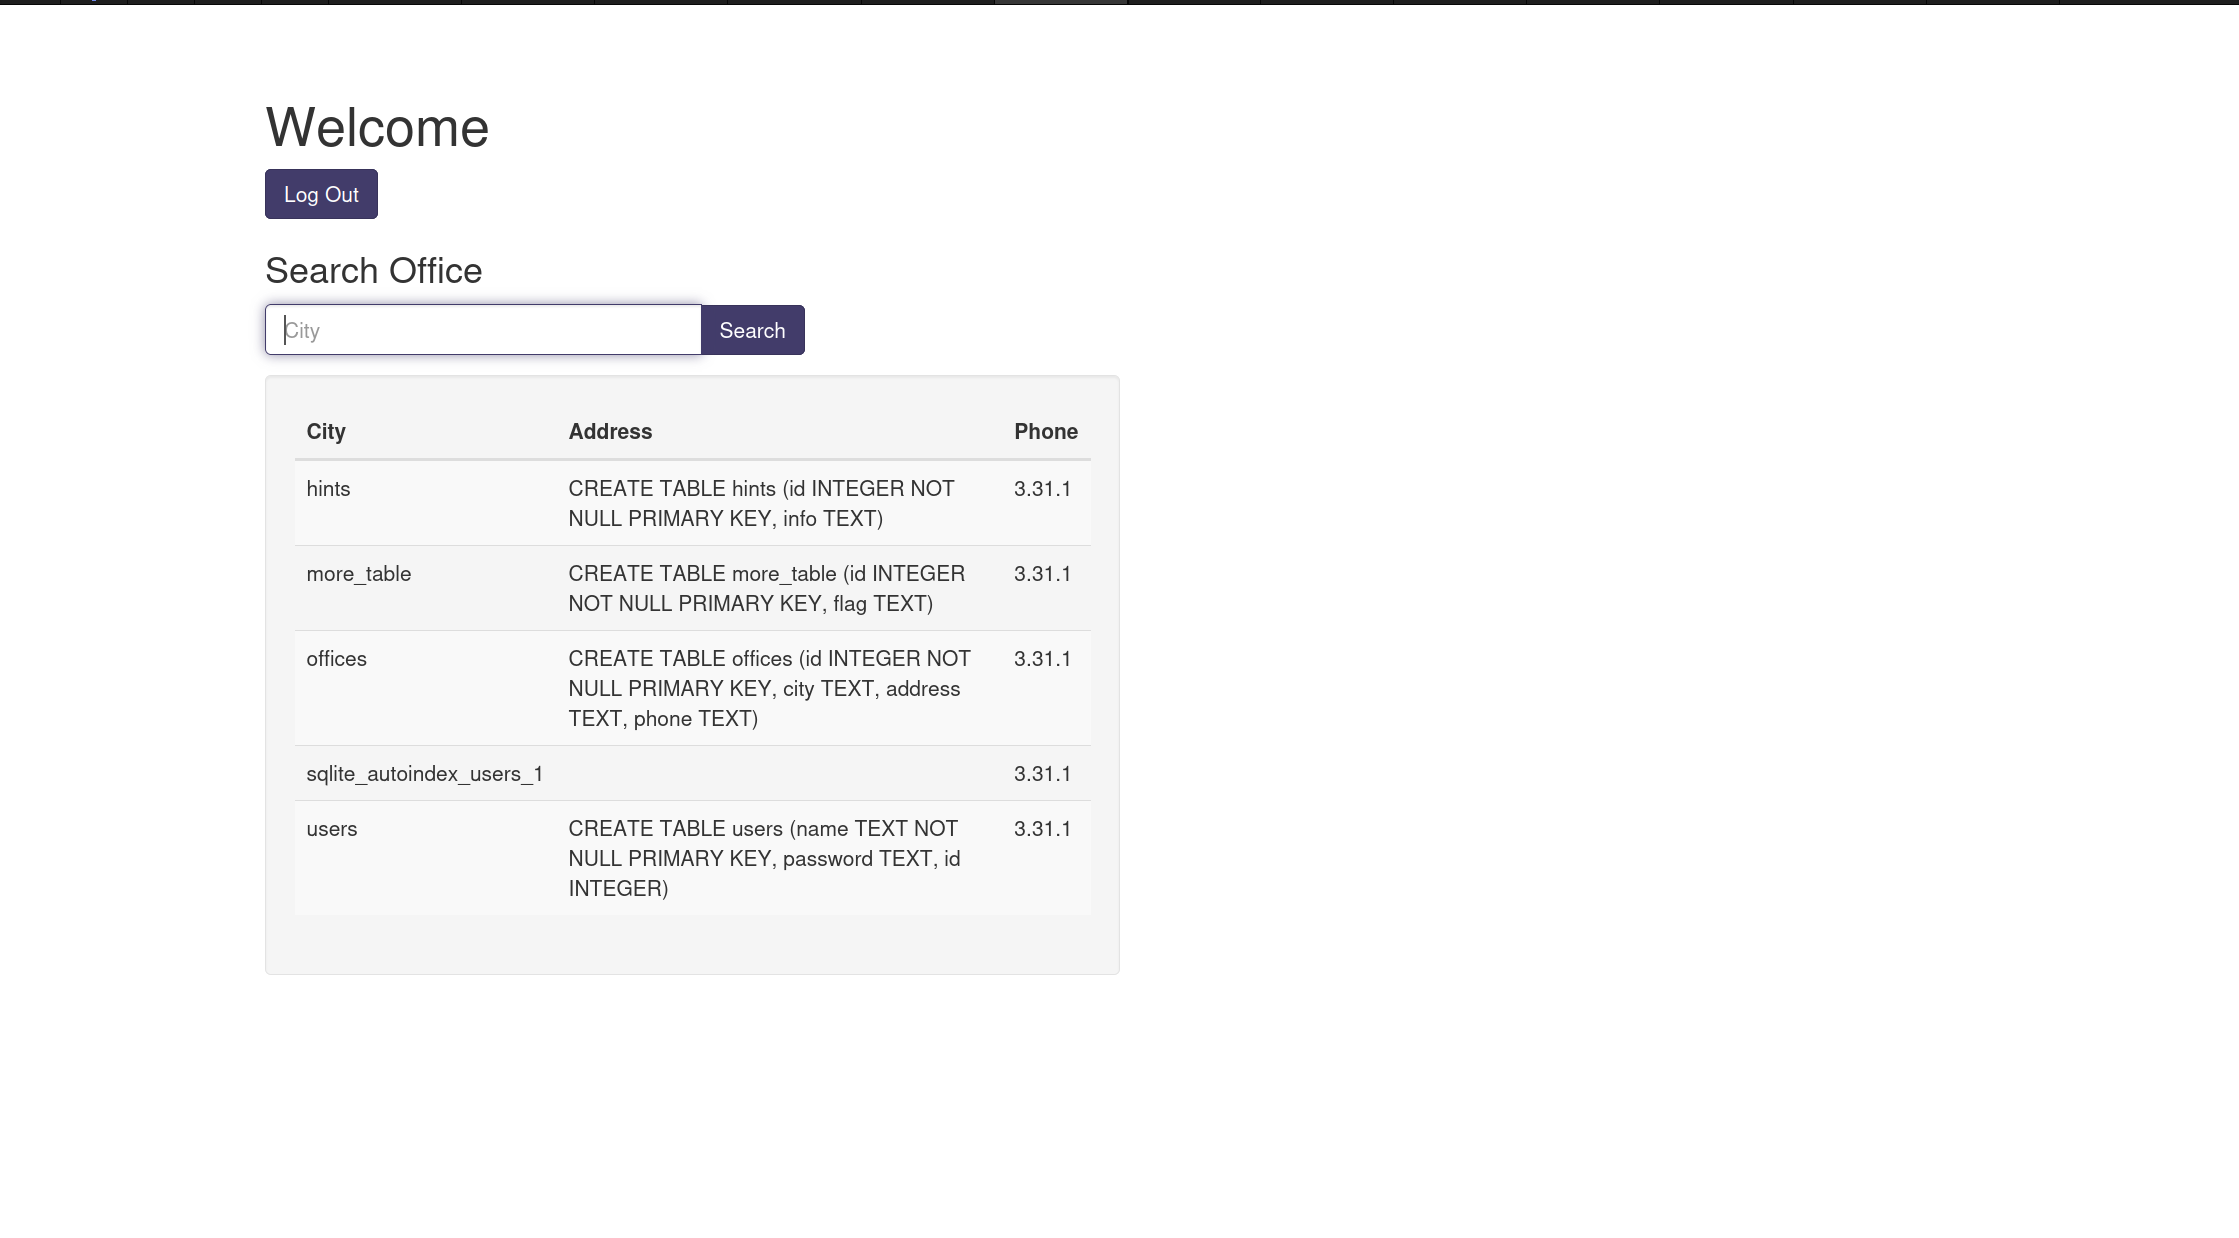 Welcome
Log Out
Search Office
City
Search
City Address Phone
hints CREATE TABLE hints (id INTEGER NOT 3.31.1
NULL PRIMARY KEY, info TEXT)
more_table CREATE TABLE more_table (id INTEGER 3.31.1
NOT NULL PRIMARY KEY, flag TEXT)
offices CREATE TABLE offices (id INTEGER NOT 3.31.1
NULL PRIMARY KEY, city TEXT, address
TEXT, phone TEXT)
sqlite_autoindex_users_1 3.31.1
users CREATE TABLE users (name TEXT NOT 3.31.1
NULL PRIMARY KEY, password TEXT, id
INTEGER)